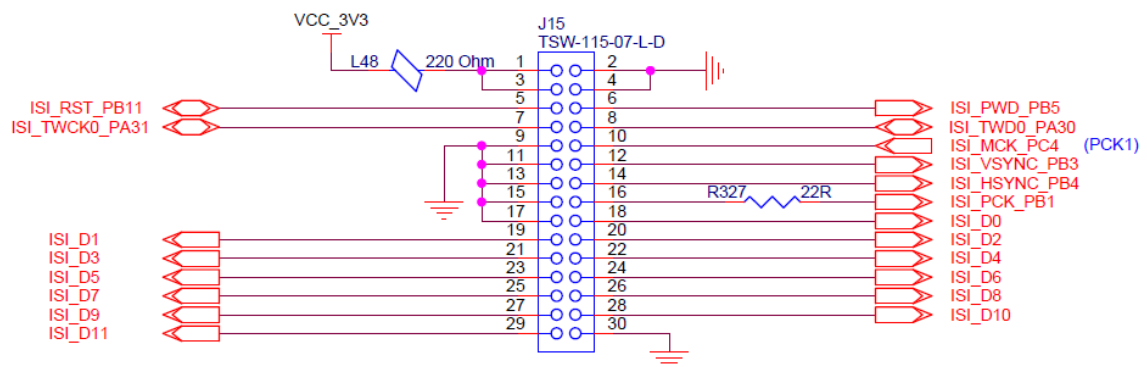 VCC_3V3
J15
TSW-115-07-L-D
L48 220 Ohm 1 2
3 4
ISI_RST_PB11 5 6 ISI_PWD_PB5
ISI_TWCK0_PA31 7 8 ISI_TWD0_PA30
9 10 ISI_MCK_PC4 (PCK1)
11 12 ISI_VSYNC_PB3
13 14 ISI_HSYNC_PB4
15 16 R327 22R ISI_PCK_PB1
17 18 ISI_D0
ISI_D1 19 20 ISI_D2
ISI_D3 21 22 ISI_D4
ISI_D5 23 24 ISI_D6
ISI_D7 25 26 ISI_D8
ISI_D9 27 28 ISI_D10
ISI_D11 29 30